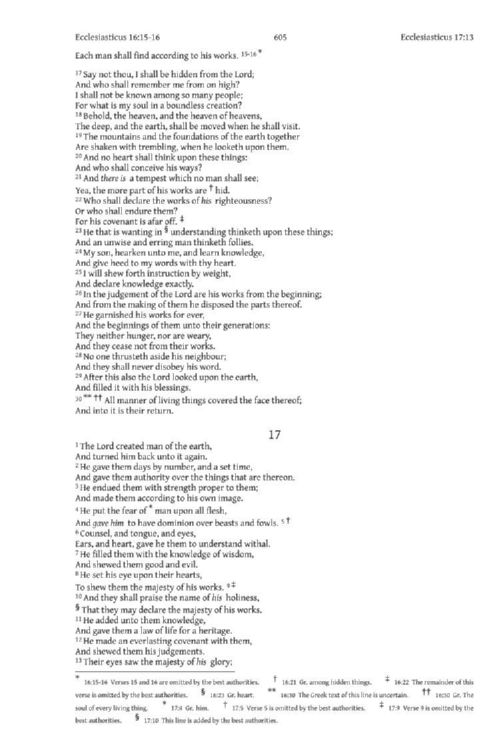 Ecclesiasticus 16:15-16 605 Ecclesiasticus 17:13
Each man shall find according to his works. 15-16 *
17 Say not thou, I shall be hidden from the Lord;
And who shall remember me from on high?
I shall not be known among so many people;
For what is my soul in a boundless creation?
18 Behold, the heaven, and the heaven of heavens,
The deep, and the earth, shall be moved when he shall visit.
19 The mountains and the foundations of the earth together
Are shaken with trembling, when he looketh upon them.
20 And no heart shall think upon these things:
And who shall conceive his ways?
21 And there is a tempest which no man shall see;
Yea, the more part of his works are † hid.
22 Who shall declare the works of his righteousness?
Or who shall endure them?
For his covenant is afar off. ‡
23 He that is wanting in § understanding thinketh upon these things;
And an unwise and erring man thinketh follies.
24 My son, hearken unto me, and learn knowledge,
And give heed to my words with thy heart.
25 I will shew forth instruction by weight,
And declare knowledge exactly.
26 In the judgement of the Lord are his works from the beginning;
And from the making of them he disposed the parts thereof.
27 He garnished his works for ever,
And the beginnings of them unto their generations:
They neither hunger, nor are weary,
And they cease not from their works.
28 No one thrusteth aside his neighbour;
And they shall never disobey his word.
29 After this also the Lord looked upon the earth,
And filled it with his blessings.
30 ** †† All manner of living things covered the face thereof;
And into it is their return.
17
1 The Lord created man of the earth,
And turned him back unto it again.
2 He gave them days by number, and a set time,
And gave them authority over the things that are thereon.
3 He endued them with strength proper to them;
And made them according to his own image.
4 He put the fear of * man upon all flesh,
And gave him to have dominion over beasts and fowls. 5 †
6 Counsel, and tongue, and eyes,
Ears, and heart, gave he them to understand withal.
7 He filled them with the knowledge of wisdom,
And shewed them good and evil.
8 He set his eye upon their hearts,
To shew them the majesty of his works. 9 ‡
10 And they shall praise the name of his holiness,
§ That they may declare the majesty of his works.
11 He added unto them knowledge,
And gave them a law of life for a heritage.
12 He made an everlasting covenant with them,
And shewed them his judgements.
13 Their eyes saw the majesty of his glory;
* 16:15-16 Verses 15 and 16 are omitted by the best authorities. † 16:21 Gr. among hidden things. ‡ 16:22 The remainder of this
verse is omitted by the best authorities. § 16:23 Gr. heart. ** 16:30 The Greek text of this line is uncertain. †† 16:30 Gr. The
soul of every living thing. * 17:4 Gr. him. † 17:5 Verse 5 is omitted by the best authorities. ‡ 17:9 Verse 9 is omitted by the
best authorities. § 17:10 This line is added by the best authorities.